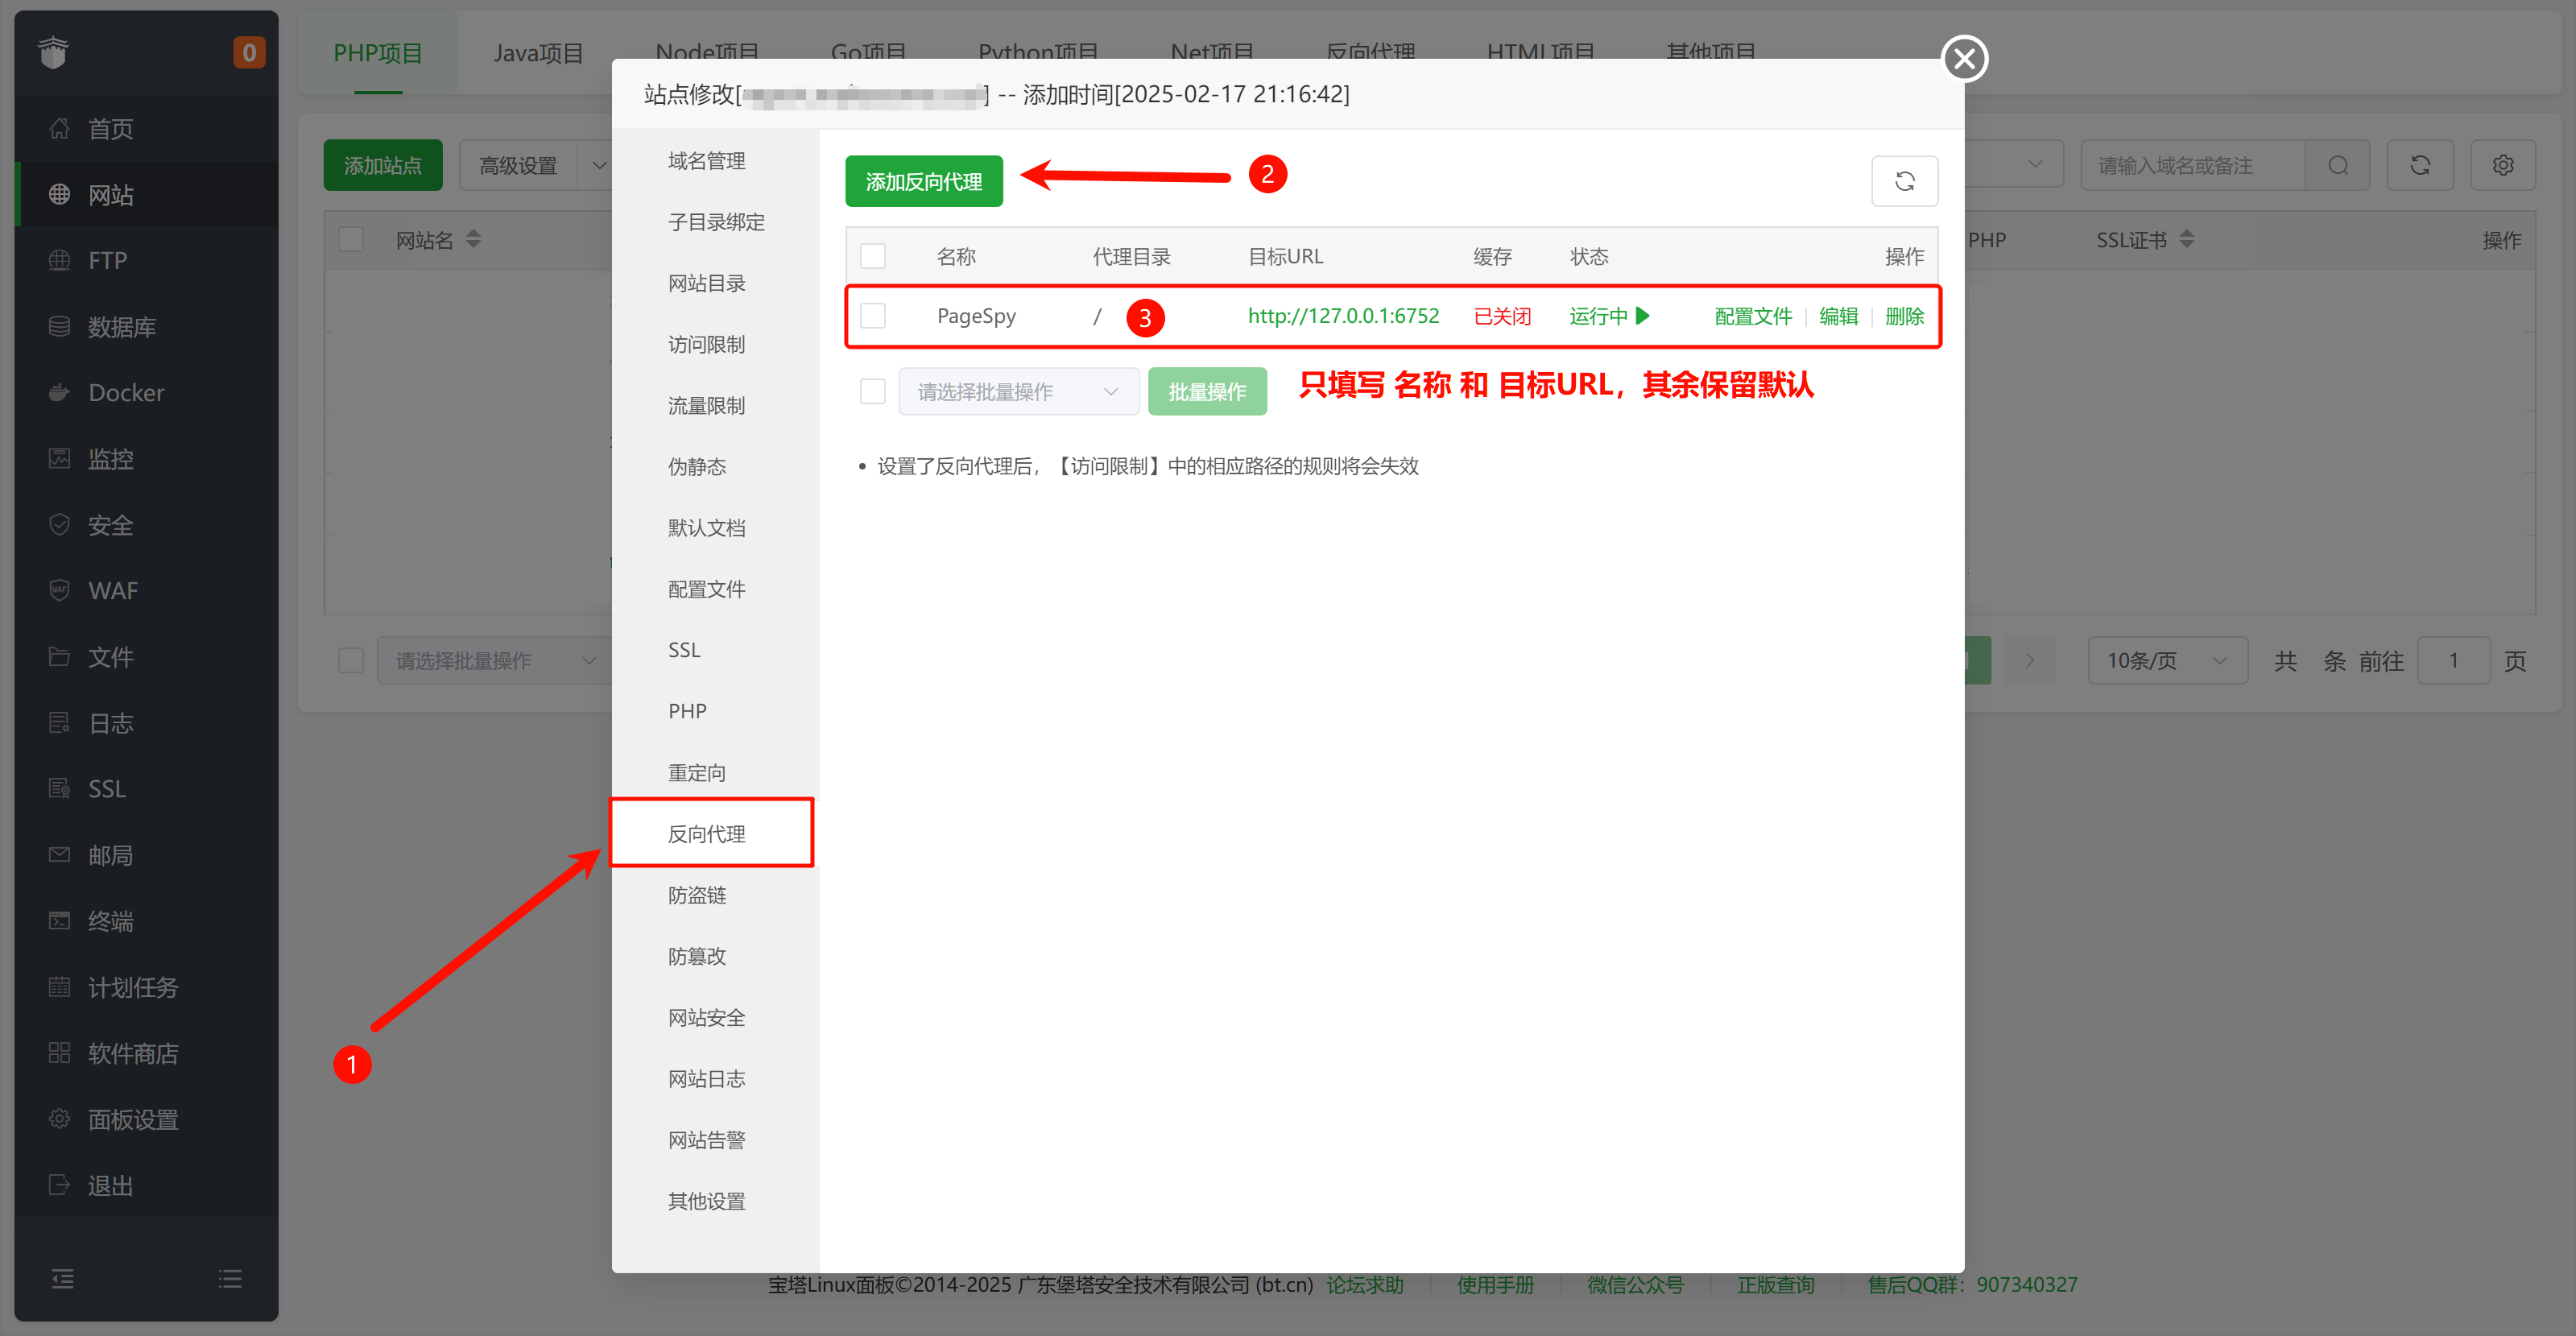 0
PHP项目
Java项目
Node项目
Go项目
Python项目
Net项目
反向代理
HTML项目
其他项目
首页
网站
FTP
数据库
Docker
监控
安全
WAF
文件
日志
SSL
邮局
终端
计划任务
软件商店
面板设置
退出
添加站点
高级设置
请输入域名或备注
网站名
PHP
SSL证书
操作
请选择批量操作
10条/页
共 条 前往 1 页
站点修改[
] -- 添加时间[2025-02-17 21:16:42]
域名管理
子目录绑定
网站目录
访问限制
流量限制
伪静态
默认文档
配置文件
SSL
PHP
重定向
反向代理
防盗链
防篡改
网站安全
网站日志
网站告警
其他设置
1
添加反向代理
2
名称 代理目录 目标URL 缓存 状态 操作
PageSpy / 3 http://127.0.0.1:6752 已关闭 运行中 配置文件 编辑 删除
请选择批量操作 批量操作
只填写 名称 和 目标URL，其余保留默认
设置了反向代理后，【访问限制】中的相应路径的规则将会失效
宝塔Linux面板©2014-2025 广东堡塔安全技术有限公司 (bt.cn) 论坛求助 使用手册 微信公众号 正版查询 售后QQ群：907340327